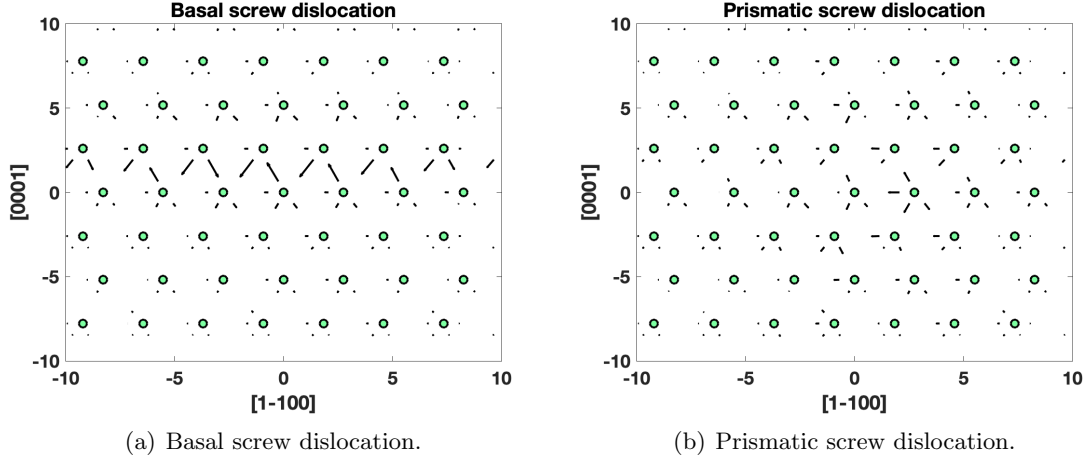 Basal screw dislocation
10
5
0
-5
-10
[0001]
-10 -5 0 5 10
[1-100]
(a) Basal screw dislocation.
Prismatic screw dislocation
10
5
0
-5
-10
[0001]
-10 -5 0 5 10
[1-100]
(b) Prismatic screw dislocation.